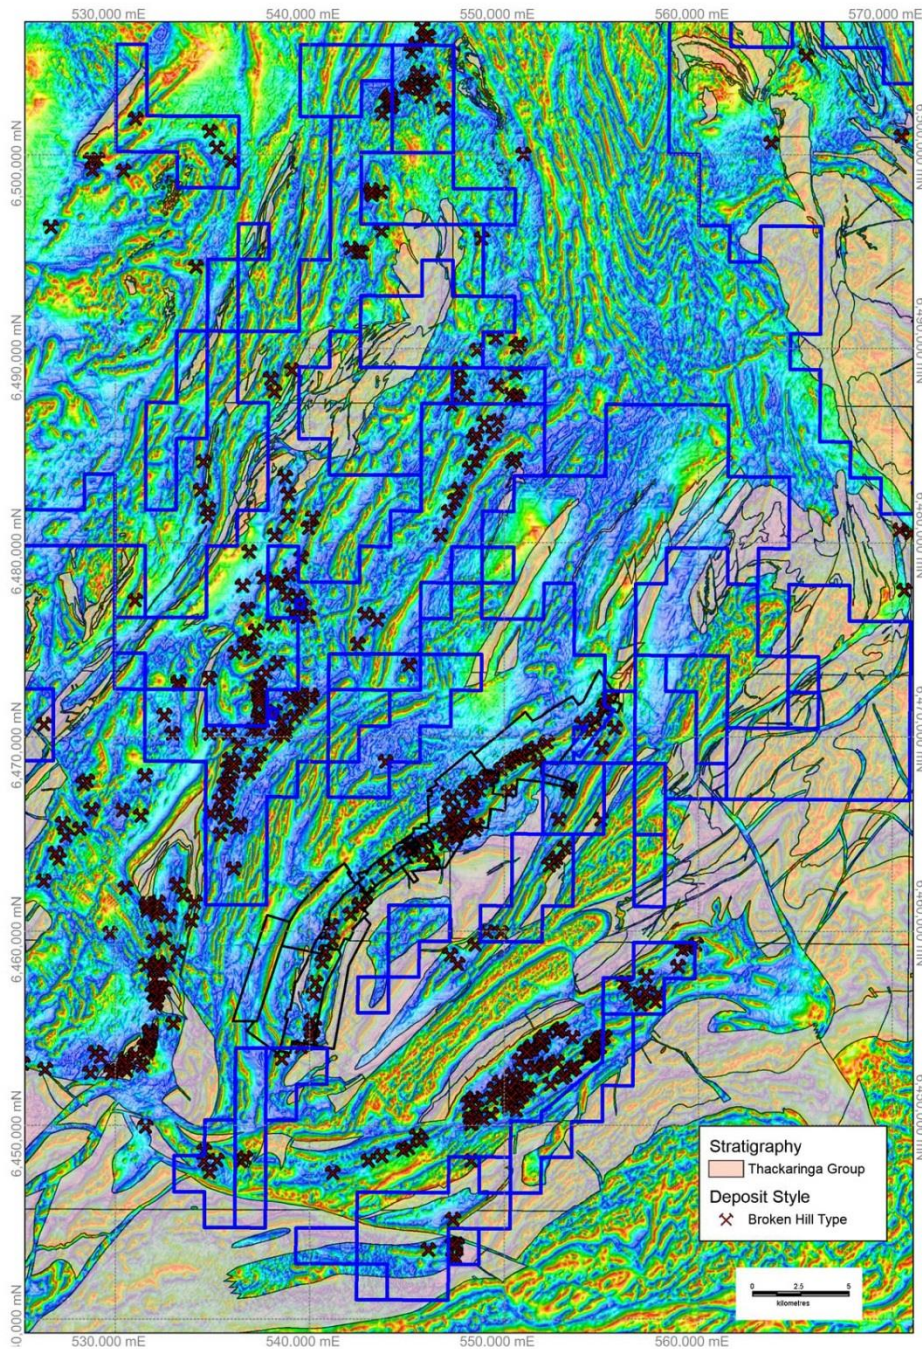 530,000 mE
540,000 mE
550,000 mE
560,000 mE
570,000 mE
6,500,000 mN
6,490,000 mN
6,480,000 mN
6,470,000 mN
6,460,000 mN
6,450,000 mN
Stratigraphy
Thackaringa Group
Deposit Style
Broken Hill Type
0 2.5 5
kilometres
530,000 mE
540,000 mE
550,000 mE
560,000 mE